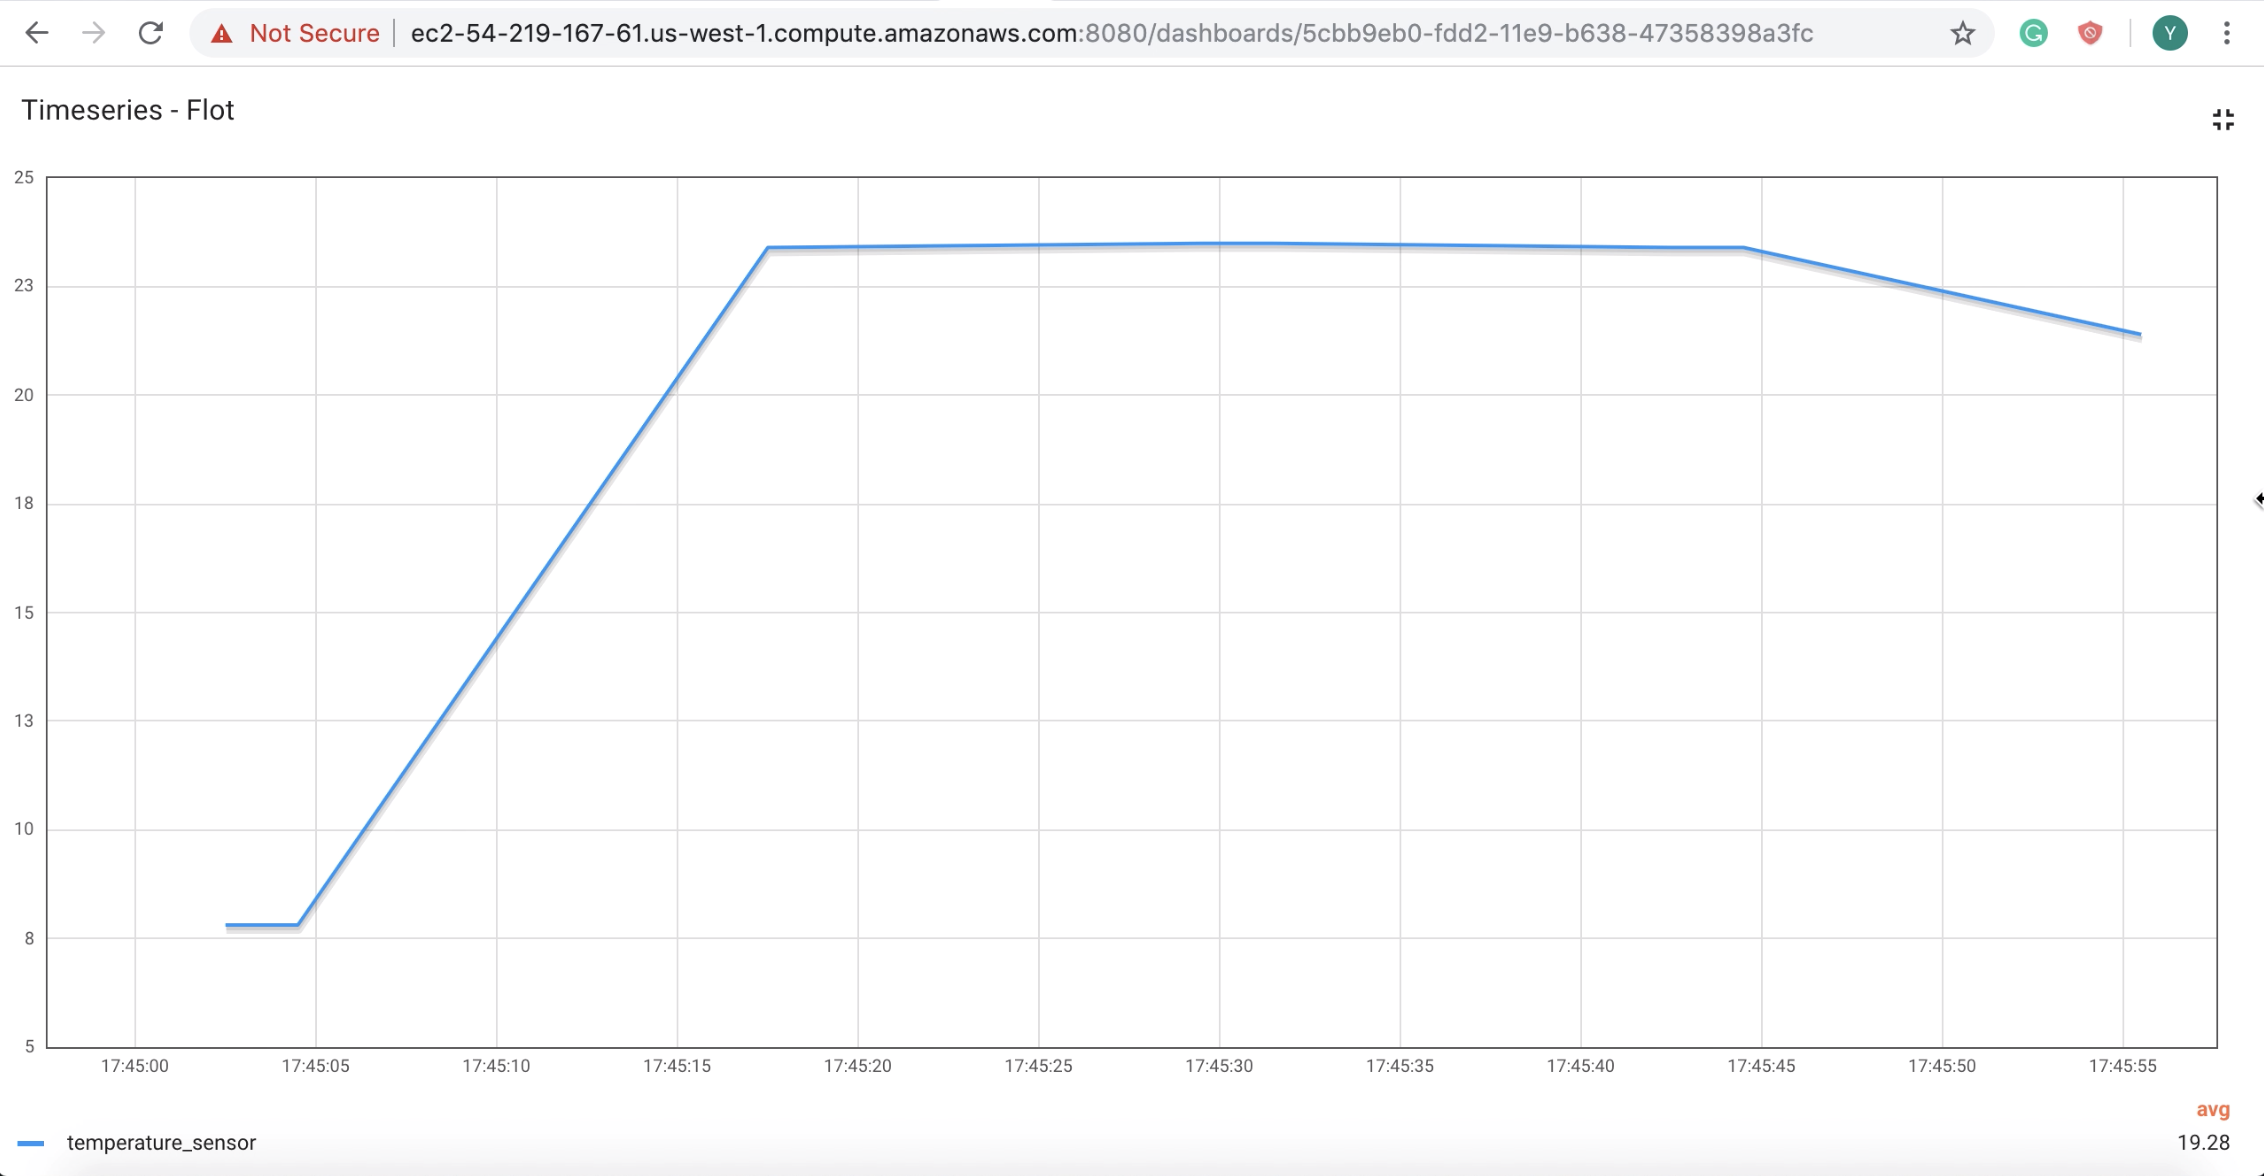 Not Secure ec2-54-219-167-61.us-west-1.compute.amazonaws.com:8080/dashboards/5cbb9eb0-fdd2-11e9-b638-47358398a3fc Y
Timeseries - Flot
25
23
20
18
15
13
10
8
5
17:45:00 17:45:05 17:45:10 17:45:15 17:45:20 17:45:25 17:45:30 17:45:35 17:45:40 17:45:45 17:45:50 17:45:55
avg
temperature_sensor 19.28